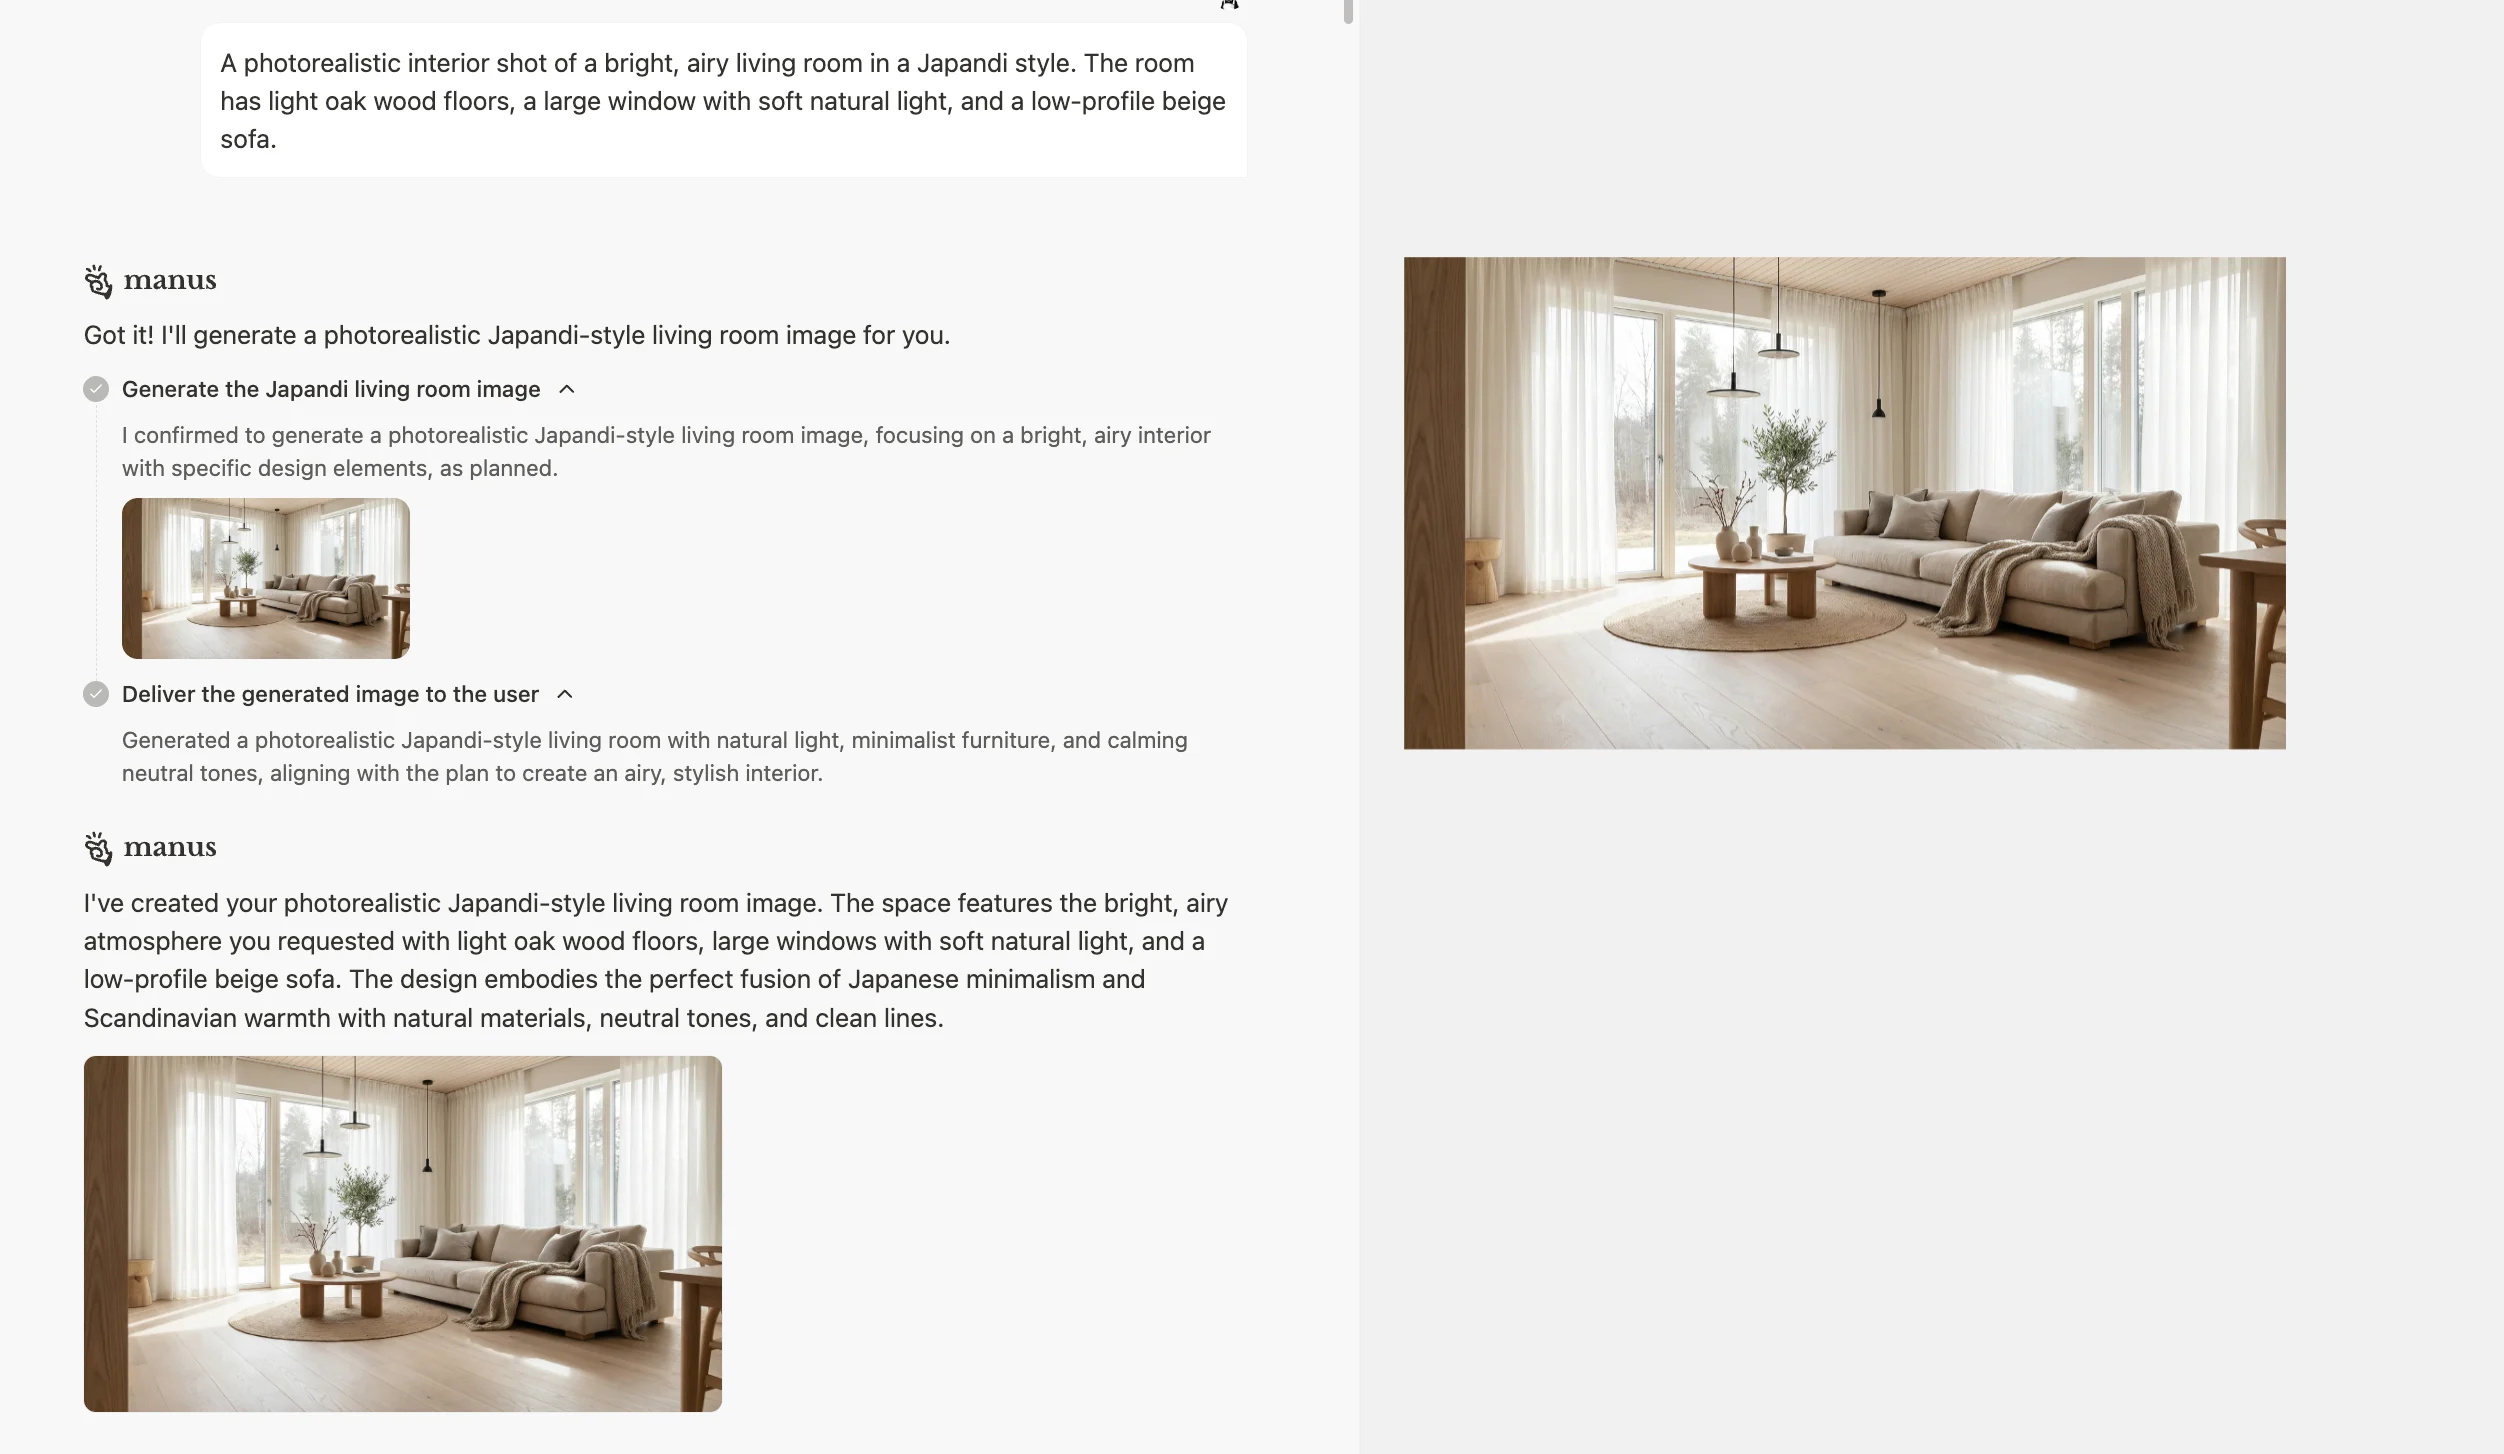 A photorealistic interior shot of a bright, airy living room in a Japandi style. The room
has light oak wood floors, a large window with soft natural light, and a low-profile beige
sofa.
manus
Got it! I'll generate a photorealistic Japandi-style living room image for you.
Generate the Japandi living room image
I confirmed to generate a photorealistic Japandi-style living room image, focusing on a bright, airy interior
with specific design elements, as planned.
Deliver the generated image to the user
Generated a photorealistic Japandi-style living room with natural light, minimalist furniture, and calming
neutral tones, aligning with the plan to create an airy, stylish interior.
manus
I've created your photorealistic Japandi-style living room image. The space features the bright, airy
atmosphere you requested with light oak wood floors, large windows with soft natural light, and a
low-profile beige sofa. The design embodies the perfect fusion of Japanese minimalism and
Scandinavian warmth with natural materials, neutral tones, and clean lines.